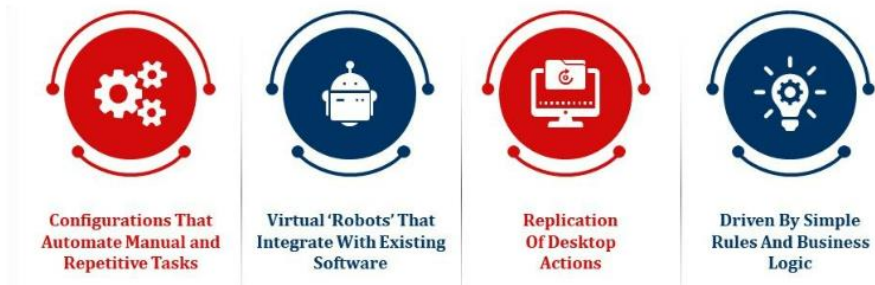 Configurations That
Automate Manual and
Repetitive Tasks
Virtual ‘Robots’ That
Integrate With Existing
Software
Replication
Of Desktop
Actions
Driven By Simple
Rules And Business
Logic